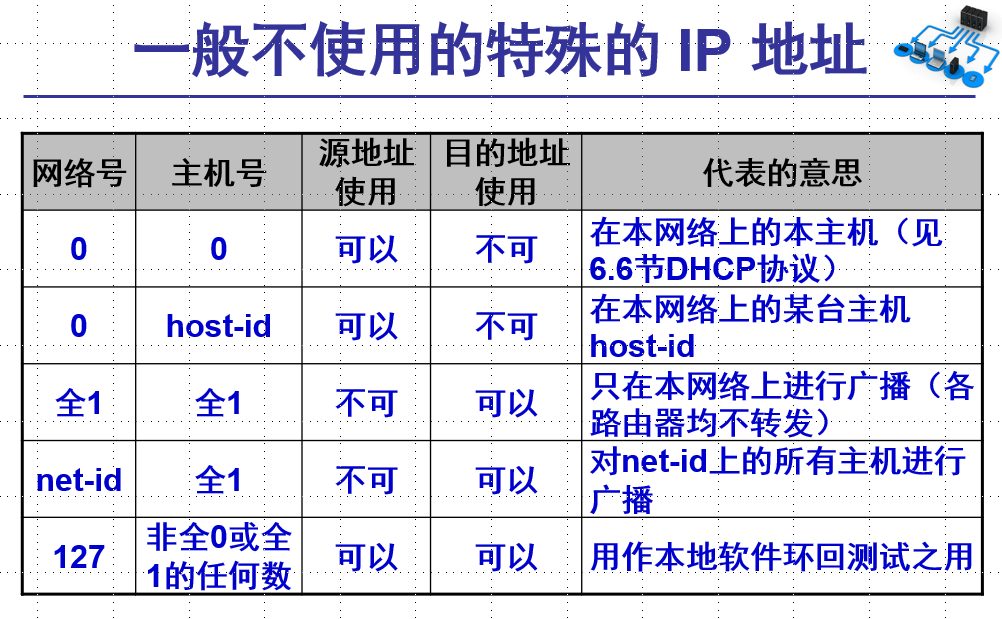 一般不使用的特殊的 IP 地址
网络号 主机号 源地址使用 目的地址使用 代表的意思
0 0 可以 不可 在本网络上的本主机（见
6.6节DHCP协议）
0 host-id 可以 不可 在本网络上的某台主机
host-id
全1 全1 不可 可以 只在本网络上进行广播（各
路由器均不转发）
net-id 全1 不可 可以 对net-id上的所有主机进行
广播
127 非全0或全1的任何数 可以 可以 用作本地软件环回测试之用